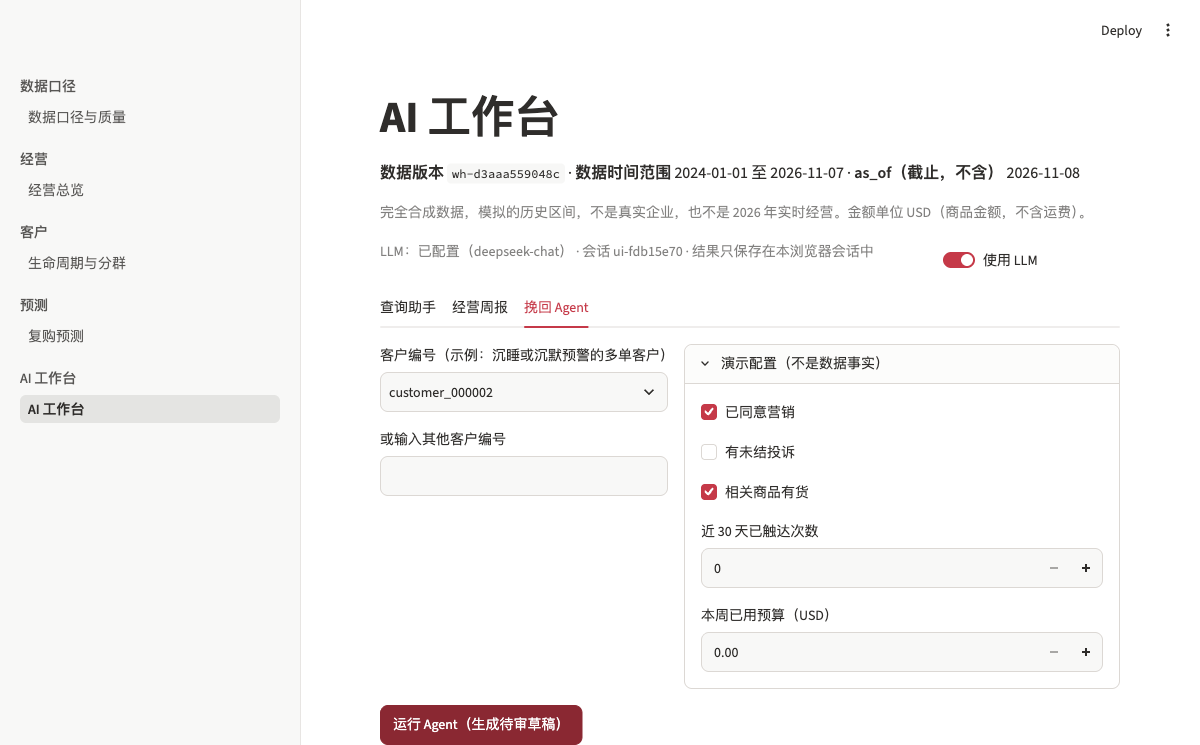 Deploy
数据口径
数据口径与质量
经营
经营总览
客户
生命周期与分群
预测
复购预测
AI 工作台
AI 工作台
AI 工作台
数据版本 wh-d3aaa559048c · 数据时间范围 2024-01-01 至 2026-11-07 · as_of（截止，不含） 2026-11-08
完全合成数据，模拟的历史区间，不是真实企业，也不是 2026 年实时经营。金额单位 USD（商品金额，不含运费）。
LLM：已配置（deepseek-chat） · 会话 ui-fdb15e70 · 结果只保存在本浏览器会话中
使用 LLM
查询助手 经营周报 挽回 Agent
客户编号（示例：沉睡或沉默预警的多单客户）
customer_000002
或输入其他客户编号
演示配置（不是数据事实）
已同意营销
有未结投诉
相关商品有货
近 30 天已触达次数
0
本周已用预算（USD）
0.00
运行 Agent（生成待审草稿）